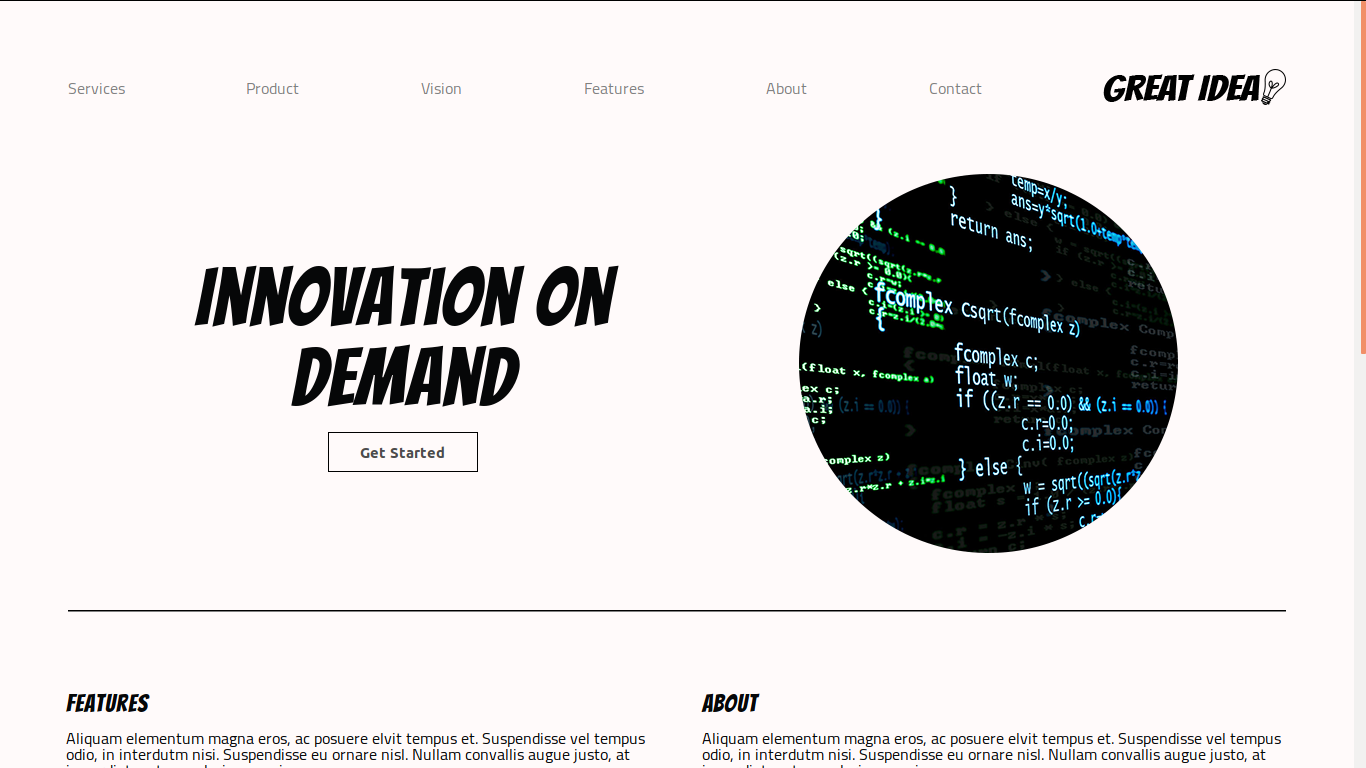 Services Product Vision Features About Contact GREAT IDEA
INNOVATION ON
DEMAND
Get Started
temp=x/y;
}
ans=y*sqrt(1.0+temp*te
return ans;
else {
fcomplex Csqrt(fcomplex z)
{
fcomplex c;
float w;
if ((z.r == 0.0) && (z.i == 0.0)) {
c.r=0.0;
c.i=0.0;
} else {
w = sqrt((sqrt(z.r*z
if (z.r >= 0.0){
FEATURES
Aliquam elementum magna eros, ac posuere elvit tempus et. Suspendisse vel tempus
odio, in interdutm nisi. Suspendisse eu ornare nisl. Nullam convallis augue justo, at
ABOUT
Aliquam elementum magna eros, ac posuere elvit tempus et. Suspendisse vel tempus
odio, in interdutm nisi. Suspendisse eu ornare nisl. Nullam convallis augue justo, at